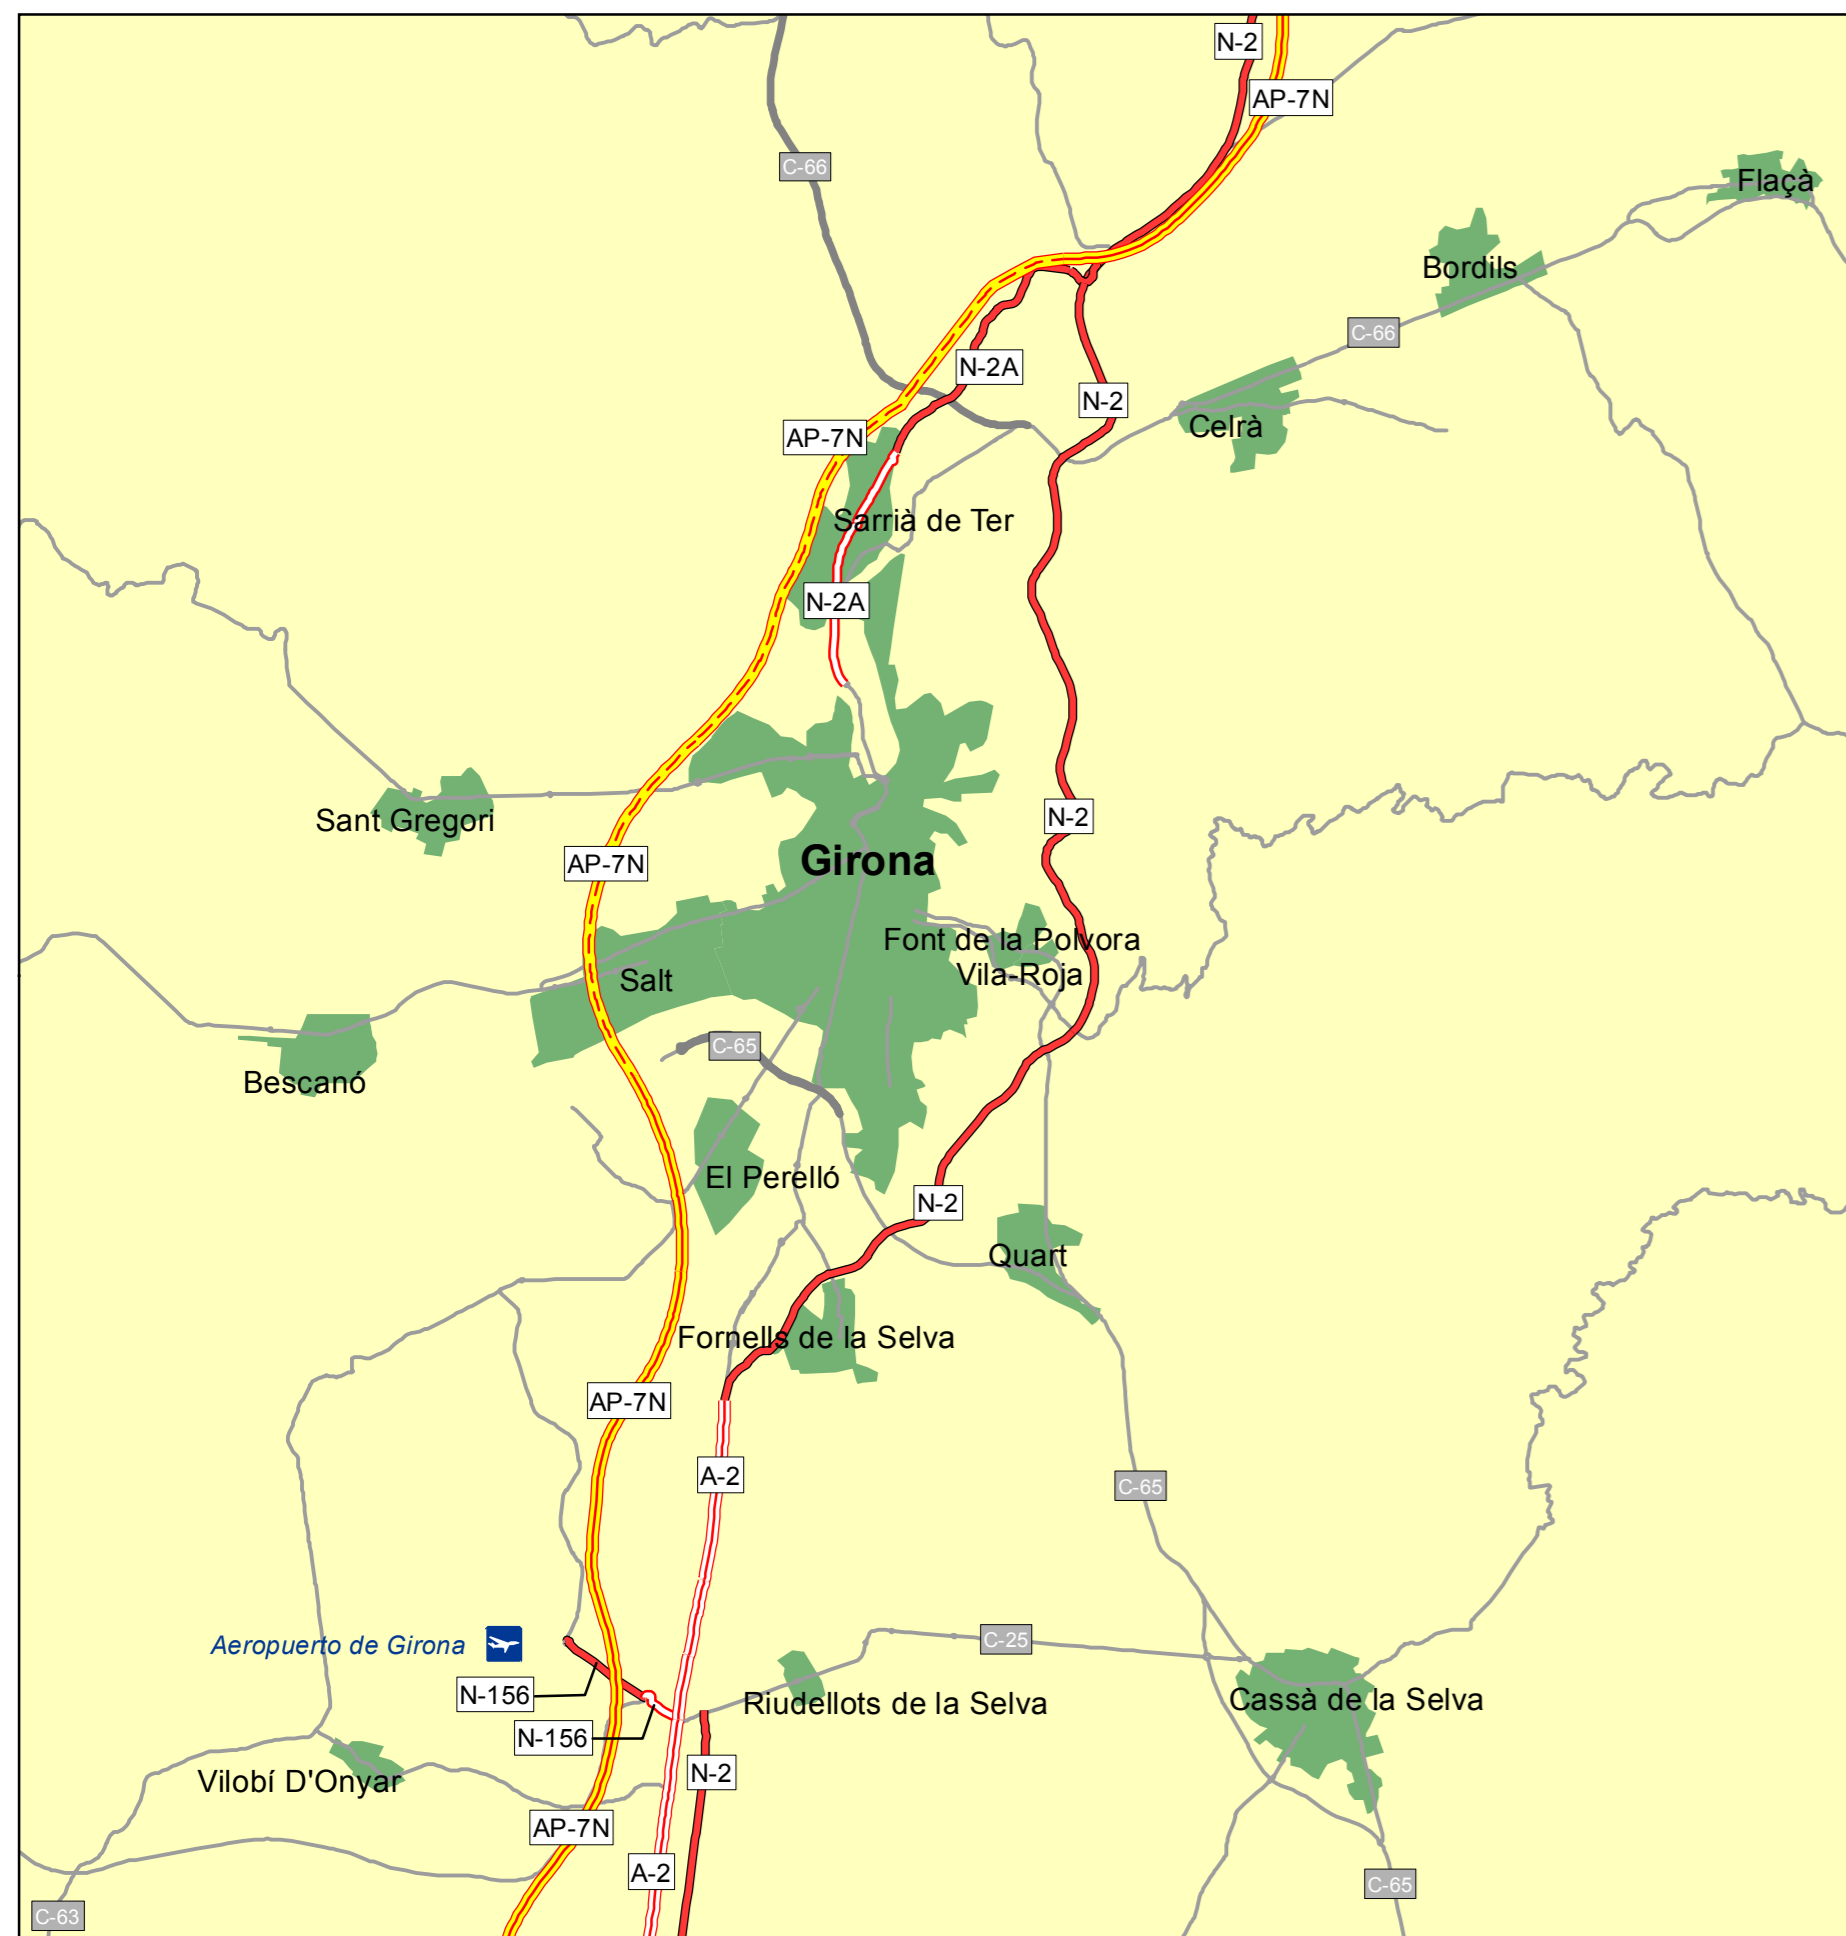 N-2
AP-7N
C-66
Flaçà
Bordils
C-66
N-2A
N-2
Celrà
AP-7N
Sarrià de Ter
N-2A
Sant Gregori
N-2
Girona
AP-7N
Font de la Polvora
Vila-Roja
Salt
C-65
Bescanó
El Perelló
N-2
Quart
Fornells de la Selva
AP-7N
A-2
C-65
Aeropuerto de Girona
C-25
N-156
Riudellots de la Selva
Cassà de la Selva
N-156
Vilobí D'Onyar
N-2
AP-7N
A-2
C-65
C-63